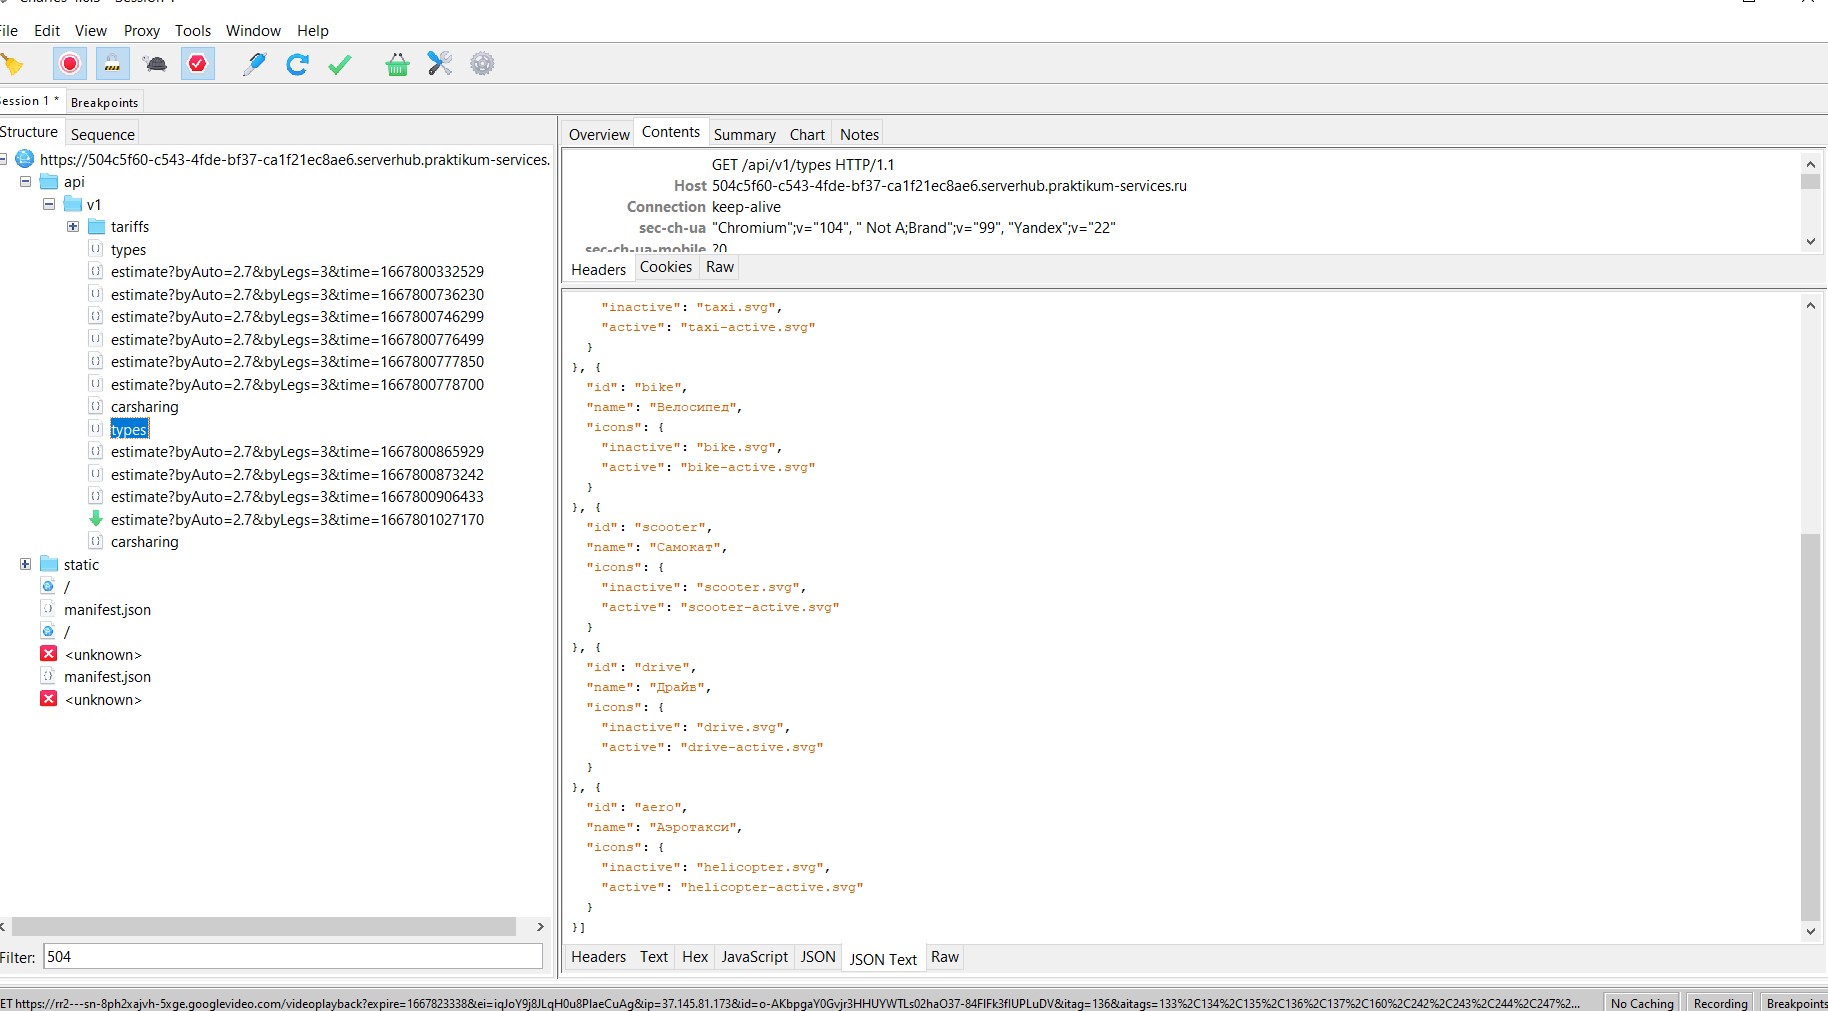 Charles 4.6.3 - Session 1 *
File Edit View Proxy Tools Window Help
Session 1 * Breakpoints
Structure Sequence
https://504c5f60-c543-4fde-bf37-ca1f21ec8ae6.serverhub.praktikum-services.
api
v1
tariffs
types
estimate?byAuto=2.7&byLegs=3&time=1667800332529
estimate?byAuto=2.7&byLegs=3&time=1667800736230
estimate?byAuto=2.7&byLegs=3&time=1667800746299
estimate?byAuto=2.7&byLegs=3&time=1667800776499
estimate?byAuto=2.7&byLegs=3&time=1667800777850
estimate?byAuto=2.7&byLegs=3&time=1667800778700
carsharing
types
estimate?byAuto=2.7&byLegs=3&time=1667800865929
estimate?byAuto=2.7&byLegs=3&time=1667800873242
estimate?byAuto=2.7&byLegs=3&time=1667800906433
estimate?byAuto=2.7&byLegs=3&time=1667801027170
carsharing
static
/
manifest.json
/
<unknown>
manifest.json
<unknown>
Filter: 504
Overview Contents Summary Chart Notes
GET /api/v1/types HTTP/1.1
Host 504c5f60-c543-4fde-bf37-ca1f21ec8ae6.serverhub.praktikum-services.ru
Connection keep-alive
sec-ch-ua "Chromium";v="104", " Not A;Brand";v="99", "Yandex";v="22"
sec-ch-ua-mobile ?0
Headers Cookies Raw
"inactive": "taxi.svg",
"active": "taxi-active.svg"
}
}, {
"id": "bike",
"name": "Велосипед",
"icons": {
"inactive": "bike.svg",
"active": "bike-active.svg"
}
}, {
"id": "scooter",
"name": "Самокат",
"icons": {
"inactive": "scooter.svg",
"active": "scooter-active.svg"
}
}, {
"id": "drive",
"name": "Драйв",
"icons": {
"inactive": "drive.svg",
"active": "drive-active.svg"
}
}, {
"id": "aero",
"name": "Аэротакси",
"icons": {
"inactive": "helicopter.svg",
"active": "helicopter-active.svg"
}
}]
Headers Text Hex JavaScript JSON JSON Text Raw
ET https://rr2---sn-8ph2xajvh-5xge.googlevideo.com/videoplayback?expire=1667823338&ei=iqJoY9j8JLqH0u8PlaeCuAg&ip=37.145.81.173&id=o-AKbpgaY0Gvjr3HHUYWTLs02haO37-84FIFk3fIUPLuDV&itag=136&aitags=133%2C134%2C135%2C136%2C137%2C160%2C242%2C243%2C244%2C247%2...
No Caching Recording Breakpoints